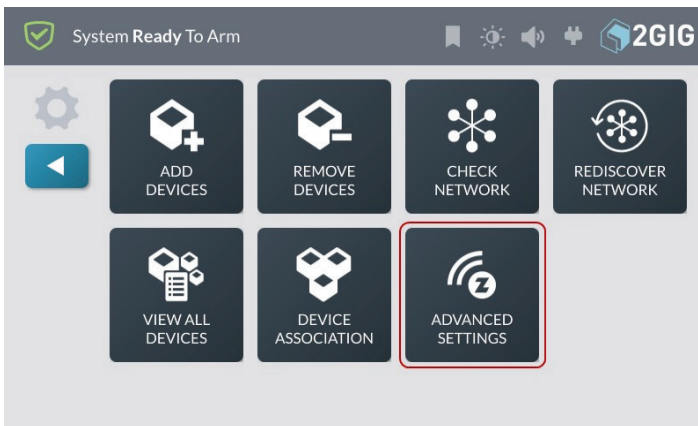 System Ready To Arm
2GIG
ADD
DEVICES
REMOVE
DEVICES
CHECK
NETWORK
REDISCOVER
NETWORK
VIEW ALL
DEVICES
DEVICE
ASSOCIATION
Z
ADVANCED
SETTINGS